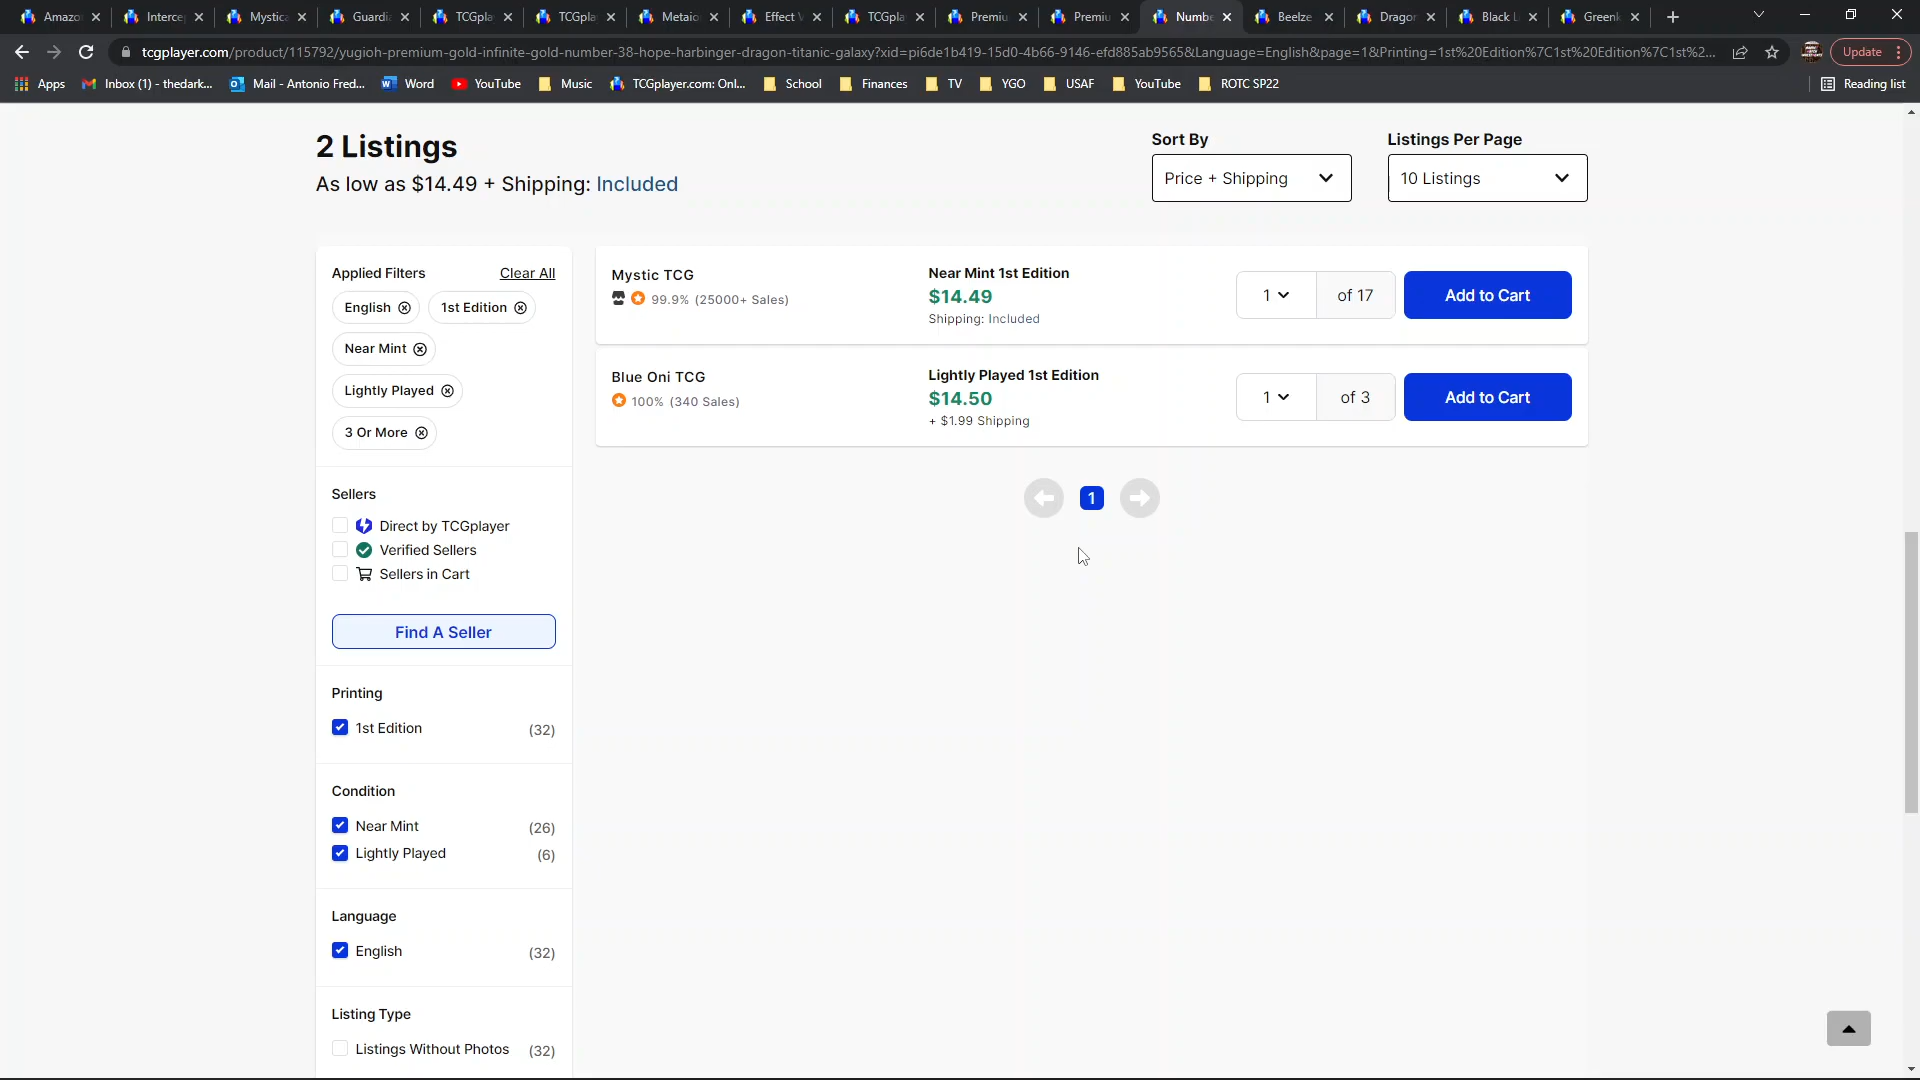 Amazo
Interce
Mystica
Guardia
TCGpla
TCGpla
Metaio
Effect V
TCGpla
Premiu
Premiu
Numbe
Beelze
Dragor
Black L
Greenk
tcgplayer.com/product/115792/yugioh-premium-gold-infinite-gold-number-38-hope-harbinger-dragon-titanic-galaxy?xid=pi6de1b419-15d0-4b66-9146-efd885ab9565&Language=English&page=1&Printing=1st%20Edition%7C1st%20Edition%7C1st%2...
Update
Apps
Inbox (1) - thedark...
Mail - Antonio Fred...
Word
YouTube
Music
TCGplayer.com: Onl...
School
Finances
TV
YGO
USAF
YouTube
ROTC SP22
Reading list
2 Listings
As low as $14.49 + Shipping: Included
Sort By
Price + Shipping
Listings Per Page
10 Listings
Applied Filters
Clear All
English
1st Edition
Near Mint
Lightly Played
3 Or More
Sellers
Direct by TCGplayer
Verified Sellers
Sellers in Cart
Find A Seller
Printing
1st Edition (32)
Condition
Near Mint (26)
Lightly Played (6)
Language
English (32)
Listing Type
Listings Without Photos (32)
Mystic TCG
99.9% (25000+ Sales)
Near Mint 1st Edition
$14.49
Shipping: Included
1
of 17
Add to Cart
Blue Oni TCG
100% (340 Sales)
Lightly Played 1st Edition
$14.50
+ $1.99 Shipping
1
of 3
Add to Cart
1